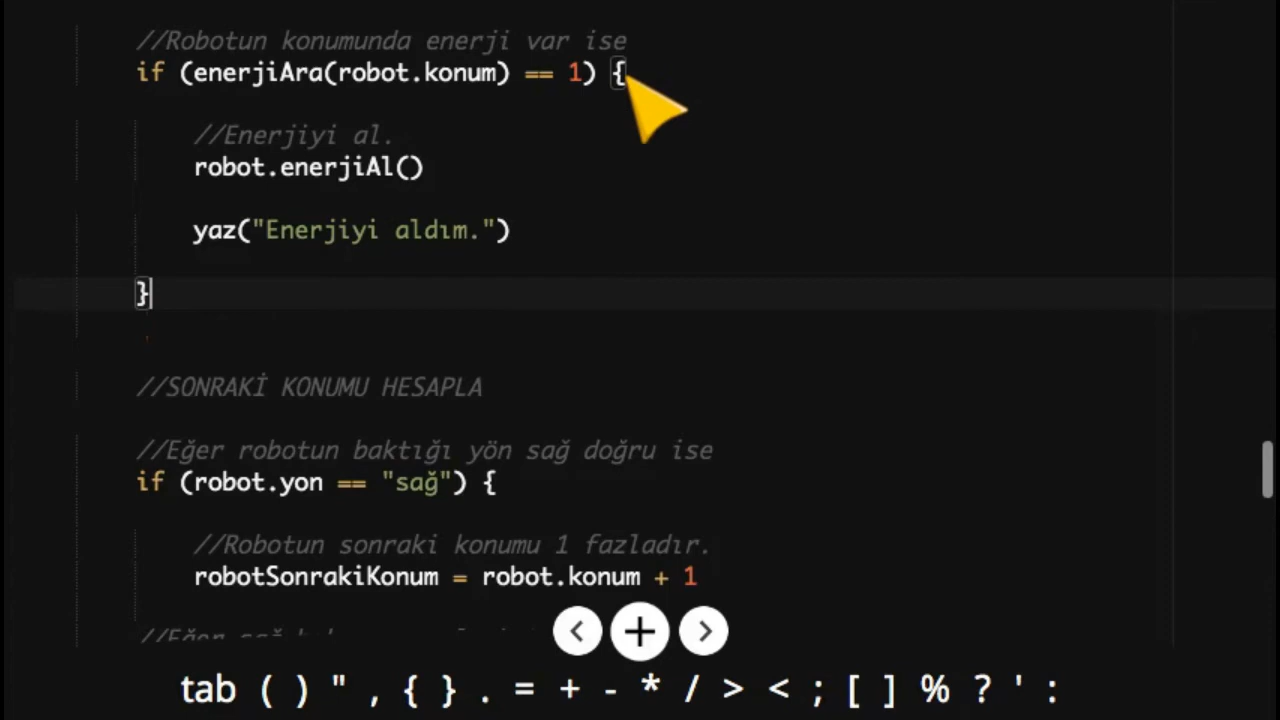 //Robotun konumunda enerji var ise
if (enerjiAra(robot.konum) == 1) {
//Enerjiyi al.
robot.enerjiAl()
yaz("Enerjiyi aldım.")
}
//SONRAKİ KONUMU HESAPLA
//Eğer robotun baktığı yön sağ doğru ise
if (robot.yon == "sağ") {
//Robotun sonraki konumu 1 fazladır.
robotSonrakiKonum = robot.konum + 1
//Eğer
tab ( ) " , { } . = + - * / > < ; [ ] % ? ' :